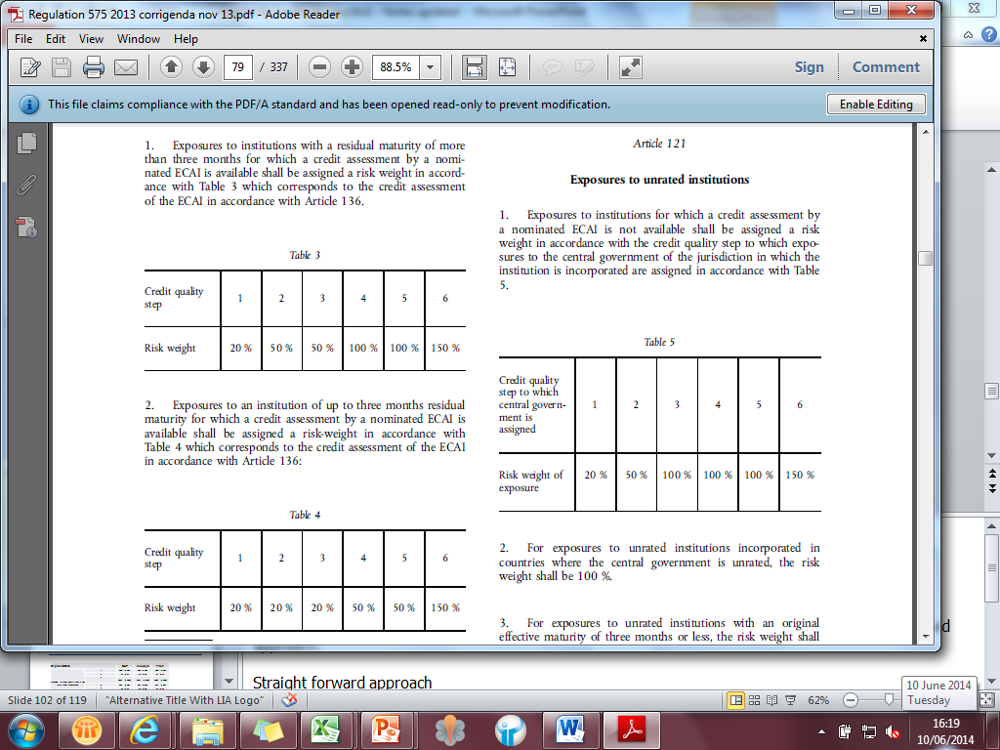 Regulation 575 2013 corrigenda nov 13.pdf - Adobe Reader
File Edit View Window Help
79 / 337
88.5%
Sign Comment
This file claims compliance with the PDF/A standard and has been opened read-only to prevent modification.
Enable Editing
1. Exposures to institutions with a residual maturity of more
than three months for which a credit assessment by a nomi-
nated ECAI is available shall be assigned a risk weight in accord-
ance with Table 3 which corresponds to the credit assessment
of the ECAI in accordance with Article 136.
Table 3
Credit quality
step
1 2 3 4 5 6
Risk weight 20 % 50 % 50 % 100 % 100 % 150 %
2. Exposures to an institution of up to three months residual
maturity for which a credit assessment by a nominated ECAI is
available shall be assigned a risk-weight in accordance with
Table 4 which corresponds to the credit assessment of the ECAI
in accordance with Article 136:
Table 4
Credit quality
step
1 2 3 4 5 6
Risk weight 20 % 20 % 20 % 50 % 50 % 150 %
Article 121
Exposures to unrated institutions
1. Exposures to institutions for which a credit assessment by
a nominated ECAI is not available shall be assigned a risk
weight in accordance with the credit quality step to which expo-
sures to the central government of the jurisdiction in which the
institution is incorporated are assigned in accordance with Table
5.
Table 5
Credit quality
step to which
central govern-
ment is
assigned
1 2 3 4 5 6
Risk weight of
exposure
20 % 50 % 100 % 100 % 100 % 150 %
2. For exposures to unrated institutions incorporated in
countries where the central government is unrated, the risk
weight shall be 100 %.
3. For exposures to unrated institutions with an original
effective maturity of three months or less, the risk weight shall
Straight forward approach
Slide 102 of 119 "Alternative Title With LIA Logo" 62%
10 June 2014
Tuesday
16:19
10/06/2014